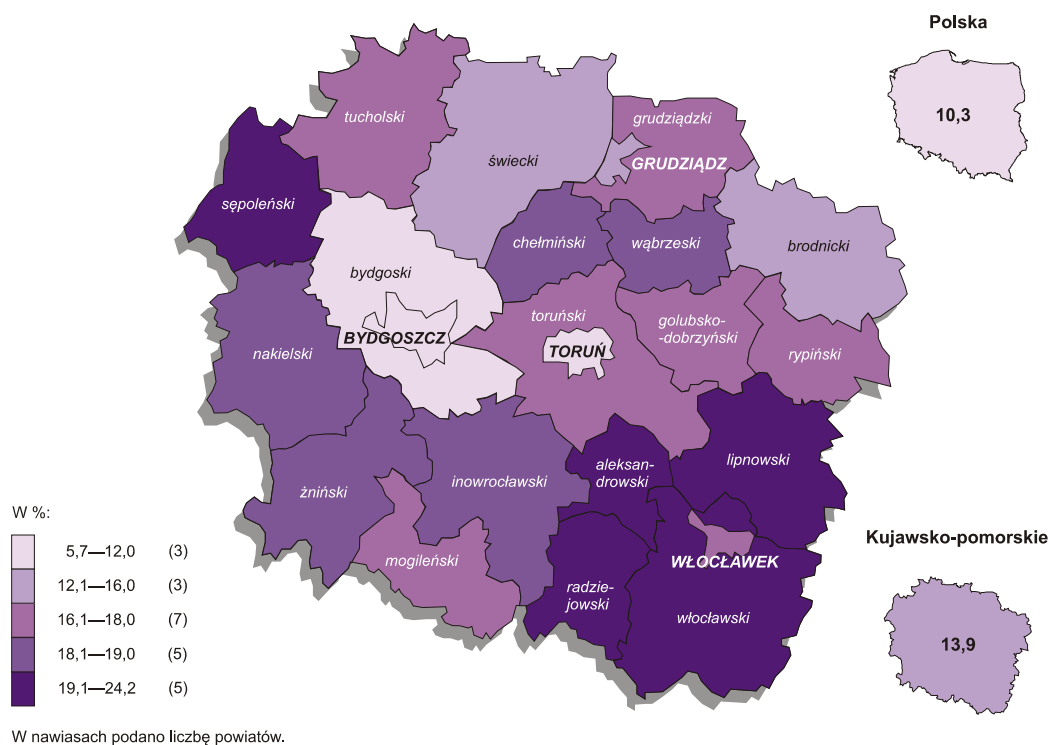 Polska
10,3
tucholski
grudziądzki
GRUDZIĄDZ
świecki
sępoleński
chełmiński
wąbrzeski
brodnicki
bydgoski
toruński
golubsko-
-dobrzyński
BYDGOSZCZ
TORUŃ
rypiński
nakielski
aleksan-
drowski
lipnowski
żniński
inowrocławski
mogileński
WŁOCŁAWEK
radzie-
jowski
włocławski
W %:
5,7—12,0 (3)
12,1—16,0 (3)
16,1—18,0 (7)
18,1—19,0 (5)
19,1—24,2 (5)
Kujawsko-pomorskie
13,9
W nawiasach podano liczbę powiatów.